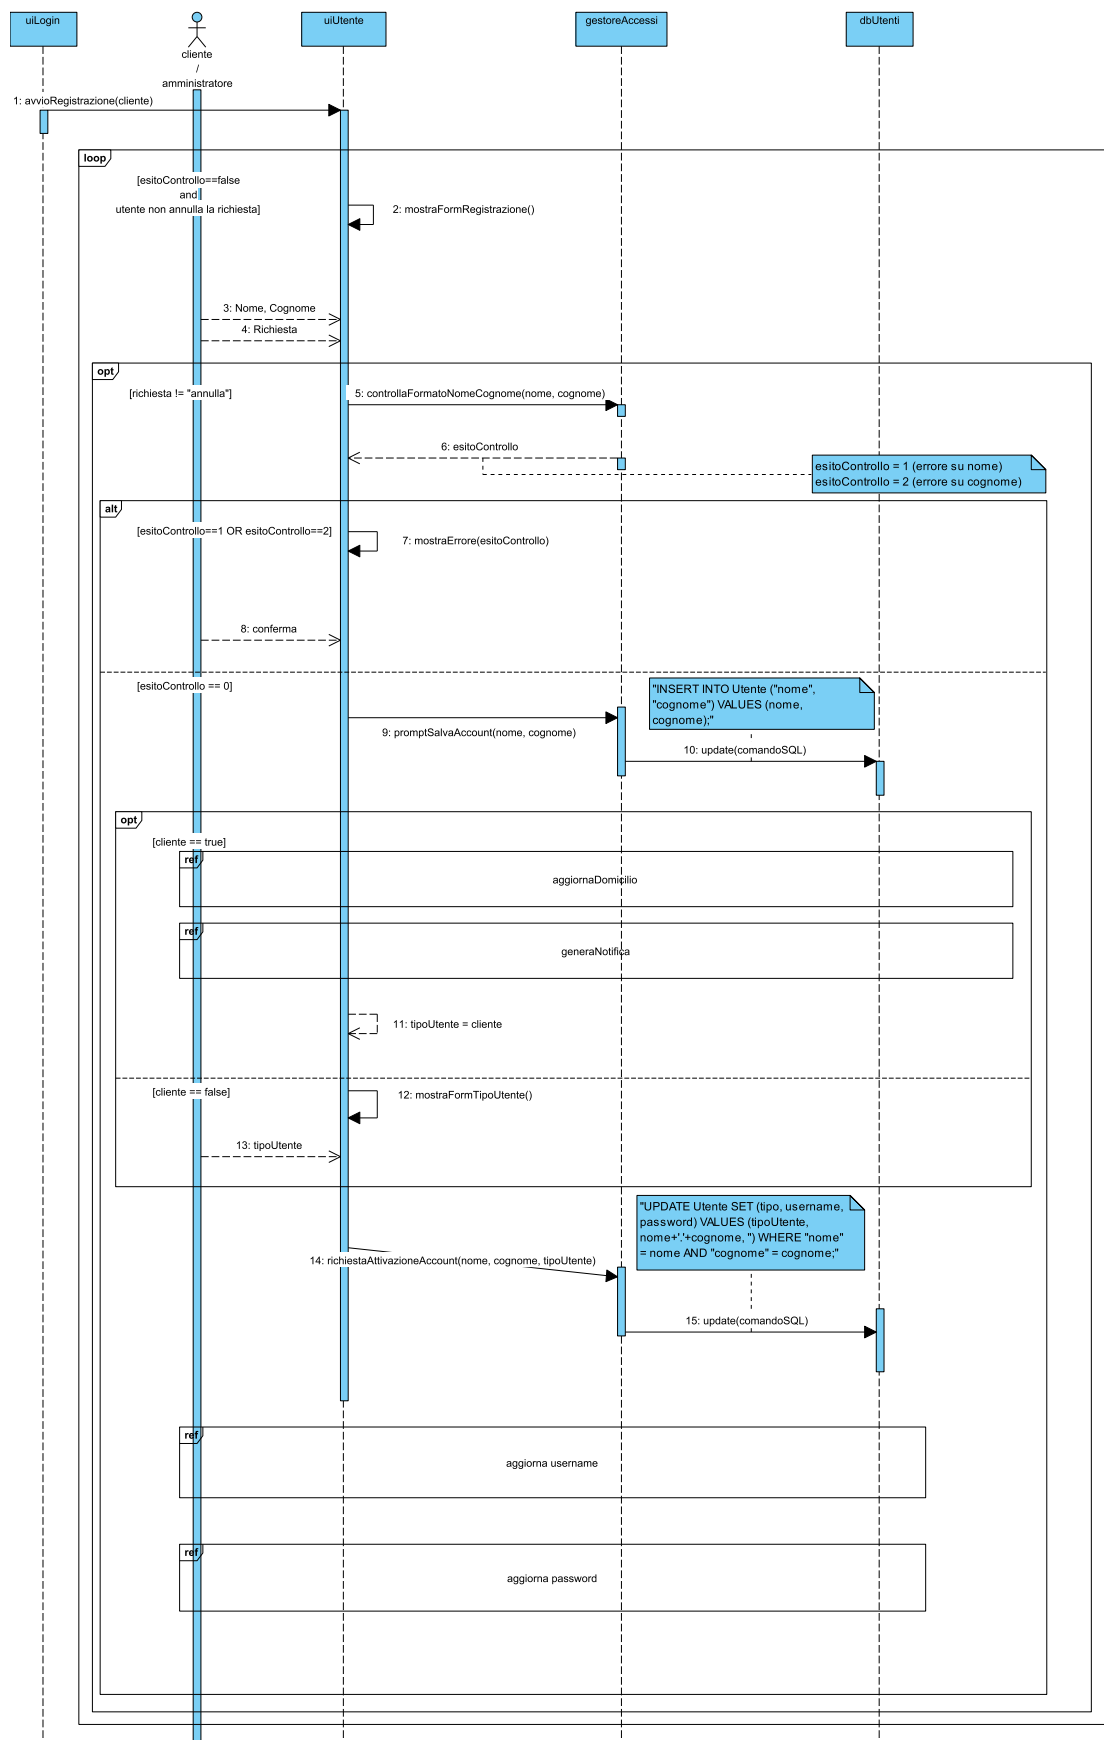 uiLogin
uiUtente
gestoreAccessi
dbUtenti
cliente
/
amministratore
1: avvioRegistrazione(cliente)
loop
[esitoControllo==false
and
utente non annulla la richiesta]
2: mostraFormRegistrazione()
3: Nome, Cognome
4: Richiesta
opt
[richiesta != "annulla"]
5: controllaFormatoNomeCognome(nome, cognome)
6: esitoControllo
esitoControllo = 1 (errore su nome)
esitoControllo = 2 (errore su cognome)
alt
[esitoControllo==1 OR esitoControllo==2]
7: mostraErrore(esitoControllo)
8: conferma
[esitoControllo == 0]
"INSERT INTO Utente ("nome",
"cognome") VALUES (nome,
cognome);"
9: promptSalvaAccount(nome, cognome)
10: update(comandoSQL)
opt
[cliente == true]
ref
aggiornaDomicilio
ref
generaNotifica
11: tipoUtente = cliente
[cliente == false]
12: mostraFormTipoUtente()
13: tipoUtente
"UPDATE Utente SET (tipo, username,
password) VALUES (tipoUtente,
nome+'.'+cognome, '') WHERE "nome"
= nome AND "cognome" = cognome;"
14: richiestaAttivazioneAccount(nome, cognome, tipoUtente)
15: update(comandoSQL)
ref
aggiorna username
ref
aggiorna password